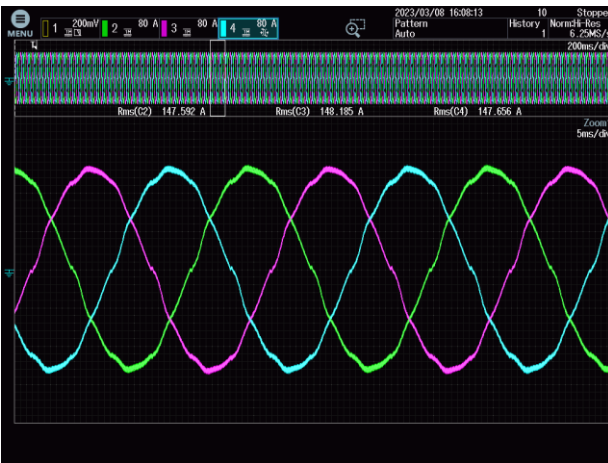 2023/03/08 16:08:13 10 Stoppe
MENU 1 200mV 2 80 A 3 80 A 4 80 A Pattern History Norm:Hi-Res
Auto 1 6.25MS/s
200ms/div
Rms(C2) 147.592 A Rms(C3) 148.185 A Rms(C4) 147.656 A
Zoom
5ms/div